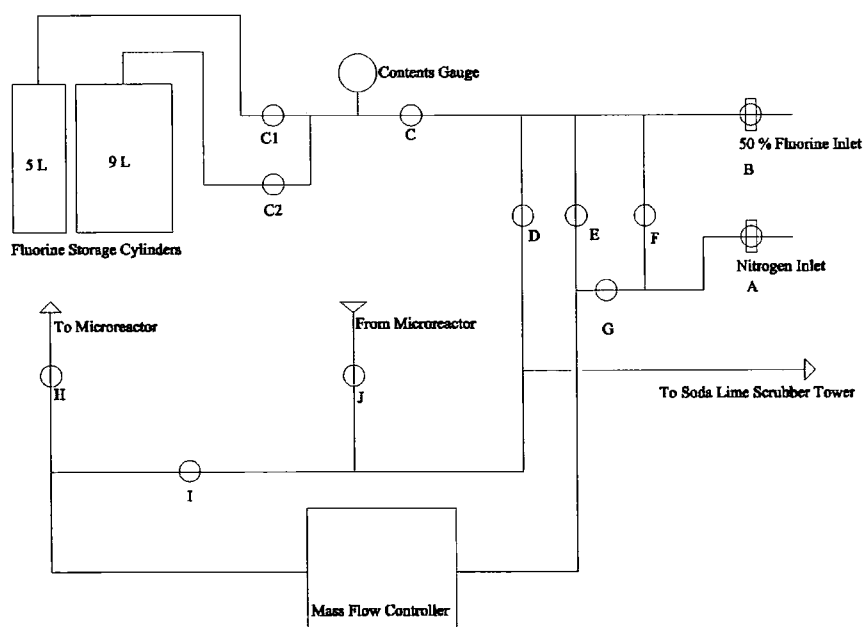 Contents Gauge
C1
C
50 % Fluorine Inlet
B
5 L
9 L
C2
D
E
F
Fluorine Storage Cylinders
Nitrogen Inlet
A
G
To Microreactor
From Microreactor
H
J
To Soda Lime Scrubber Tower
I
Mass Flow Controller